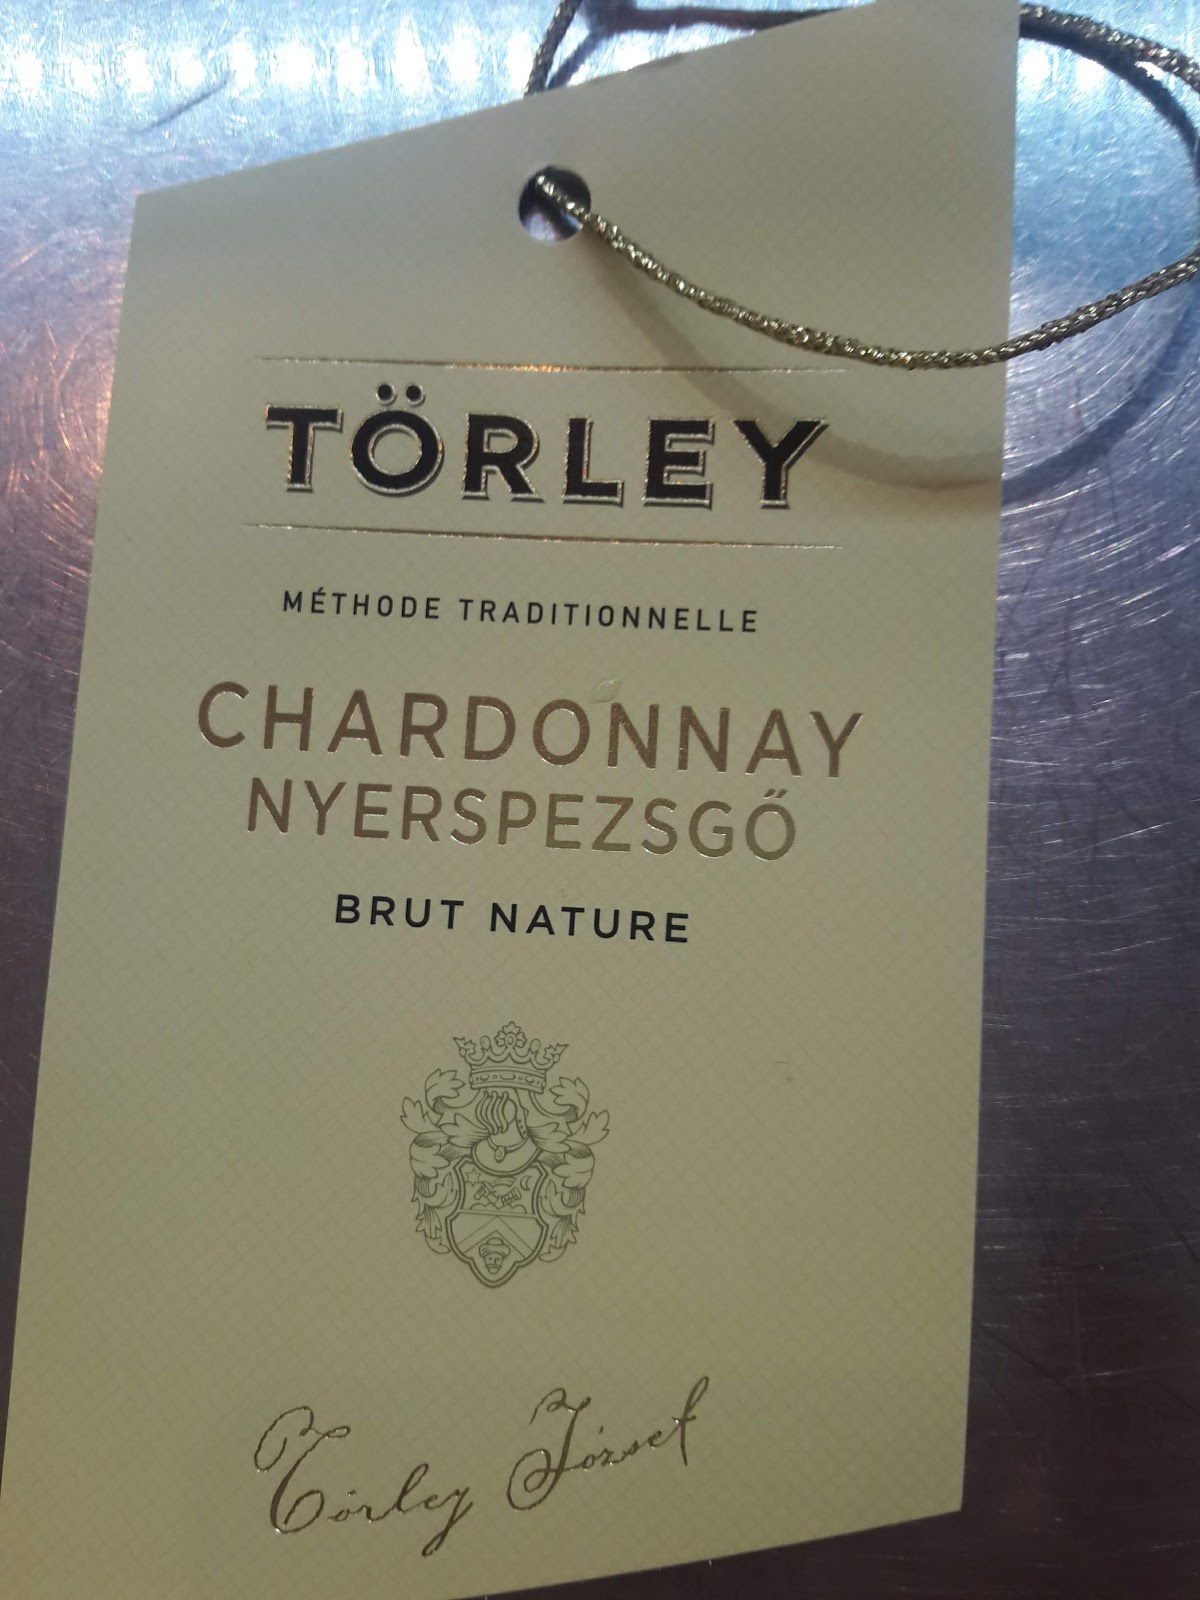 TÖRLEY
MÉTHODE TRADITIONNELLE
CHARDONNAY
NYERSPEZSGŐ
BRUT NATURE
Törley József